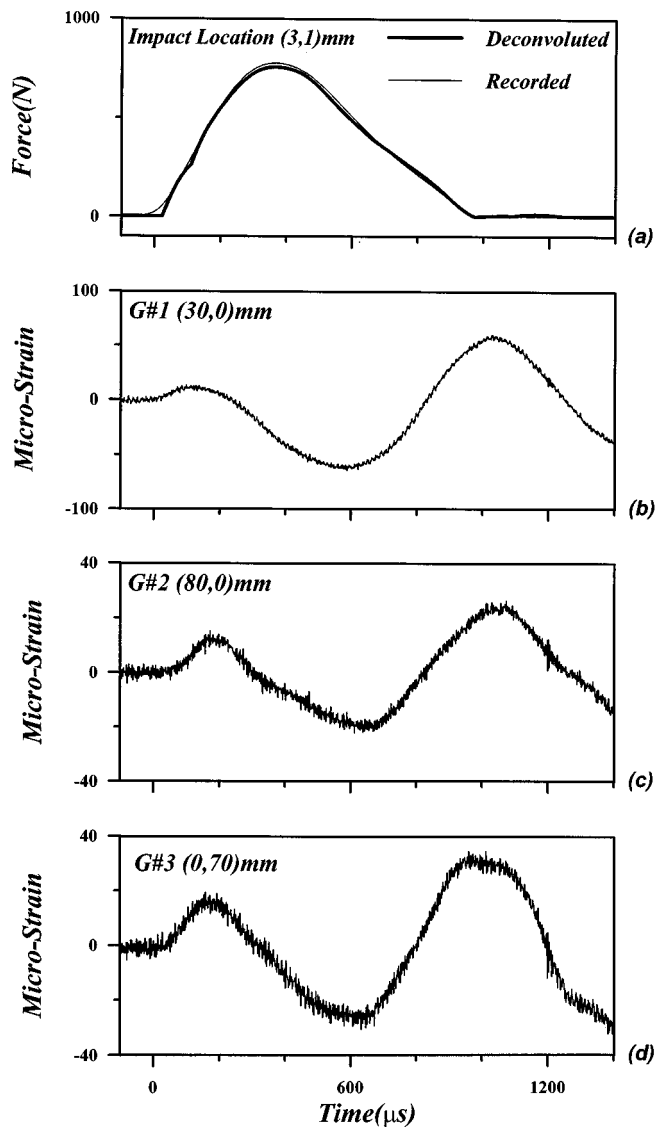 1000
Impact Location (3,1)mm
Deconvoluted
Recorded
Force(N)
0
(a)
100
G#1 (30,0)mm
Micro-Strain
0
-100
(b)
40
G#2 (80,0)mm
Micro-Strain
0
-40
(c)
40
G#3 (0,70)mm
Micro-Strain
0
-40
(d)
0 600 1200
Time(μs)